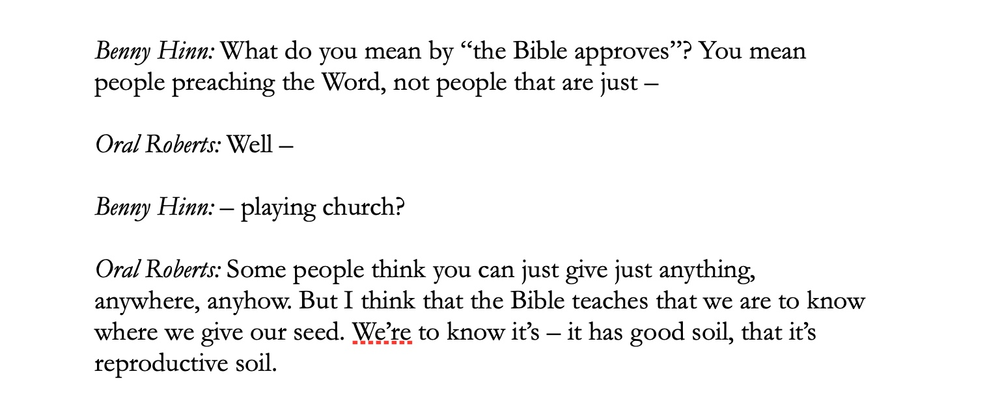 Benny Hinn: What do you mean by “the Bible approves”? You mean
people preaching the Word, not people that are just –
Oral Roberts: Well –
Benny Hinn: – playing church?
Oral Roberts: Some people think you can just give just anything,
anywhere, anyhow. But I think that the Bible teaches that we are to know
where we give our seed. We’re to know it’s – it has good soil, that it’s
reproductive soil.